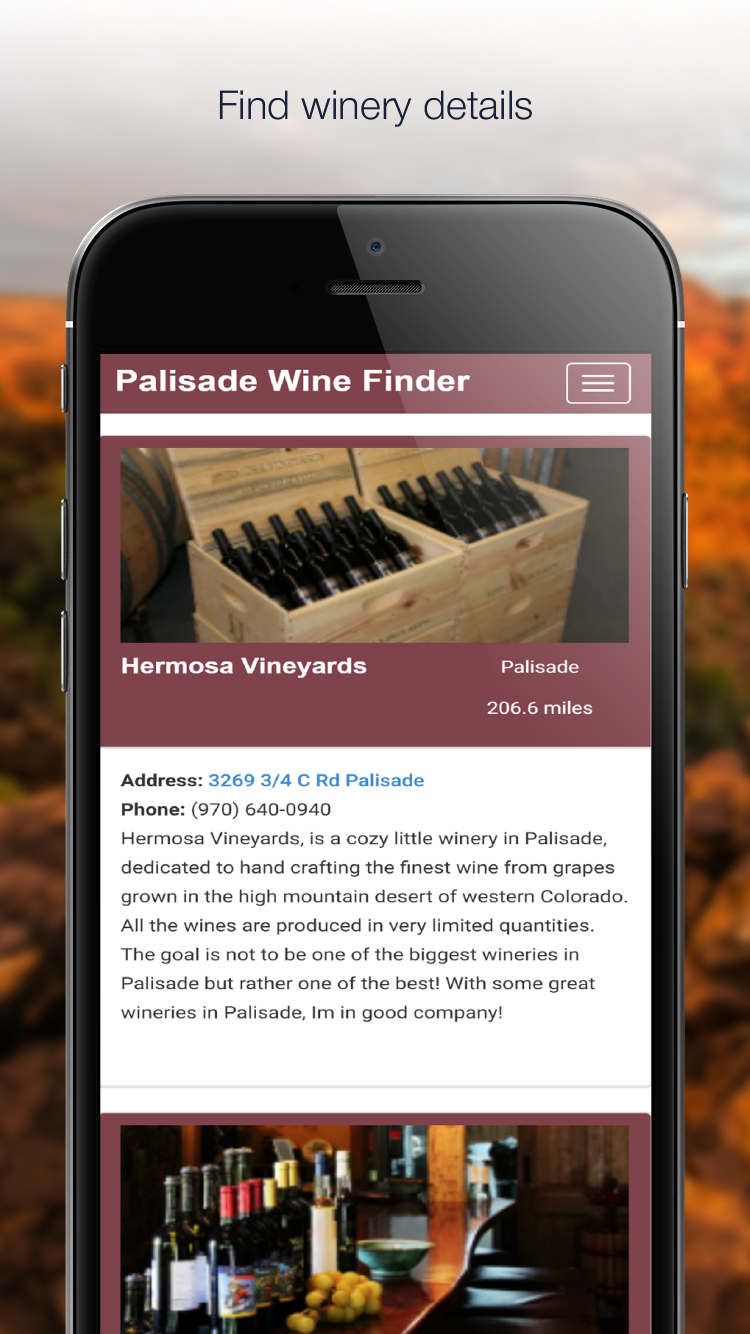 Find winery details
Palisade Wine Finder
Hermosa Vineyards
Palisade
206.6 miles
Address: 3269 3/4 C Rd Palisade
Phone: (970) 640-0940
Hermosa Vineyards, is a cozy little winery in Palisade,
dedicated to hand crafting the finest wine from grapes
grown in the high mountain desert of western Colorado.
All the wines are produced in very limited quantities.
The goal is not to be one of the biggest wineries in
Palisade but rather one of the best! With some great
wineries in Palisade, Im in good company!